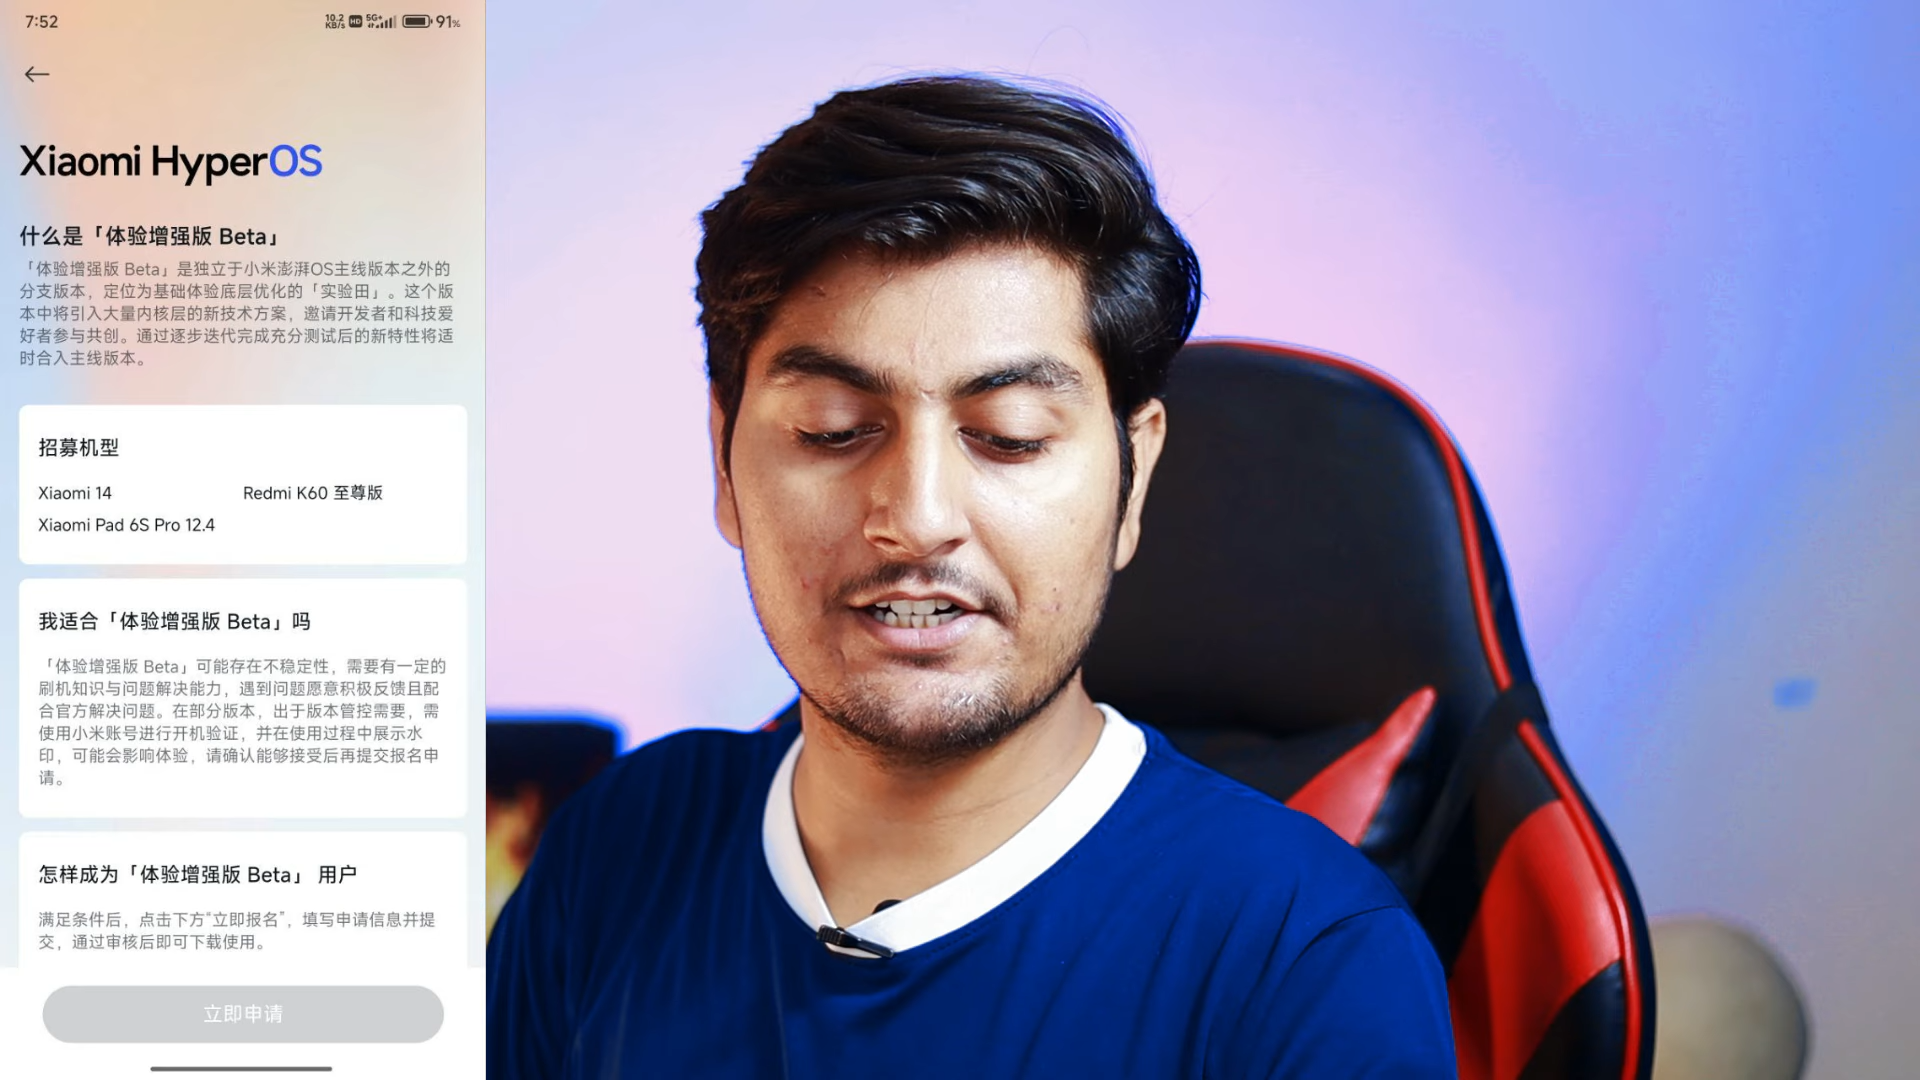 7:52
10.2 KB/s HD 5G+ 91%
Xiaomi HyperOS
什么是「体验增强版 Beta」
「体验增强版 Beta」是独立于小米澎湃OS主线版本之外的
分支版本，定位为基础体验底层优化的「实验田」。这个版
本中将引入大量内核层的新技术方案，邀请开发者和科技爱
好者参与共创。通过逐步迭代完成充分测试后的新特性将适
时合入主线版本。
招募机型
Xiaomi 14
Redmi K60 至尊版
Xiaomi Pad 6S Pro 12.4
我适合「体验增强版 Beta」吗
「体验增强版 Beta」可能存在不稳定性，需要有一定的
刷机知识与问题解决能力，遇到问题愿意积极反馈且配
合官方解决问题。在部分版本，出于版本管控需要，需
使用小米账号进行开机验证，并在使用过程中展示水
印，可能会影响体验，请确认能够接受后再提交报名申
请。
怎样成为「体验增强版 Beta」 用户
满足条件后，点击下方“立即报名”，填写申请信息并提
交，通过审核后即可下载使用。
立即申请